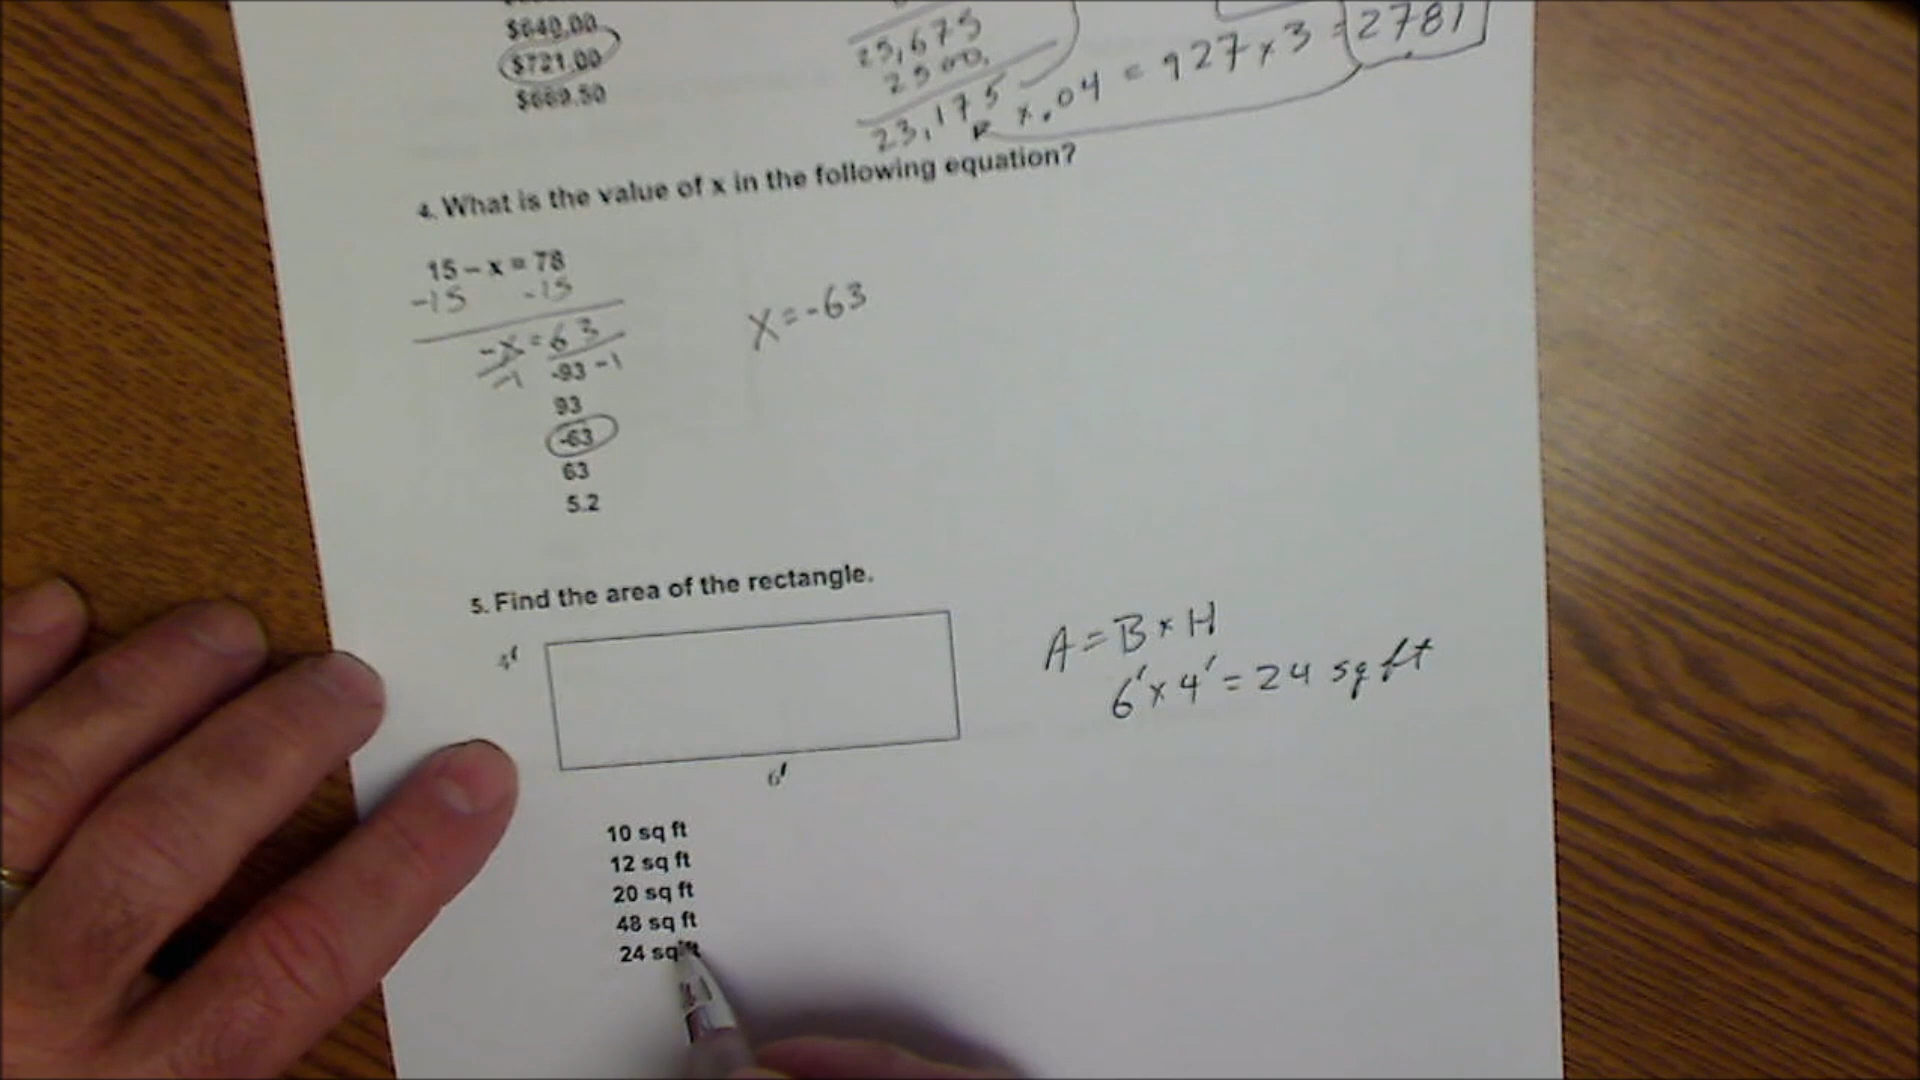 $640.00
$721.00
$669.50
25,675
2500.
23,175 x .04 = 927 x 3 = 2781
4. What is the value of x in the following equation?
15 – x = 78
-15 -15
-x = 63
-1 -93 -1
x = -63
93
-63
63
5.2
5. Find the area of the rectangle.
4'
6'
A = B x H
6' x 4' = 24 sq ft
10 sq ft
12 sq ft
20 sq ft
48 sq ft
24 sq ft